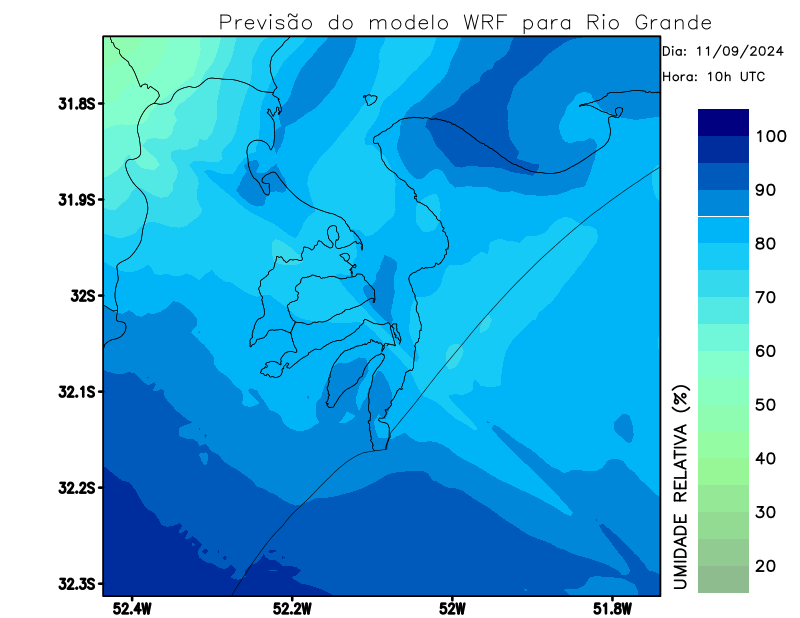 Previsão do modelo WRF para Rio Grande
Dia: 11/09/2024
Hora: 10h UTC
31.8S
31.9S
32S
32.1S
32.2S
32.3S
52.4W
52.2W
52W
51.8W
100
90
80
70
60
50
40
30
20
UMIDADE RELATIVA (%)